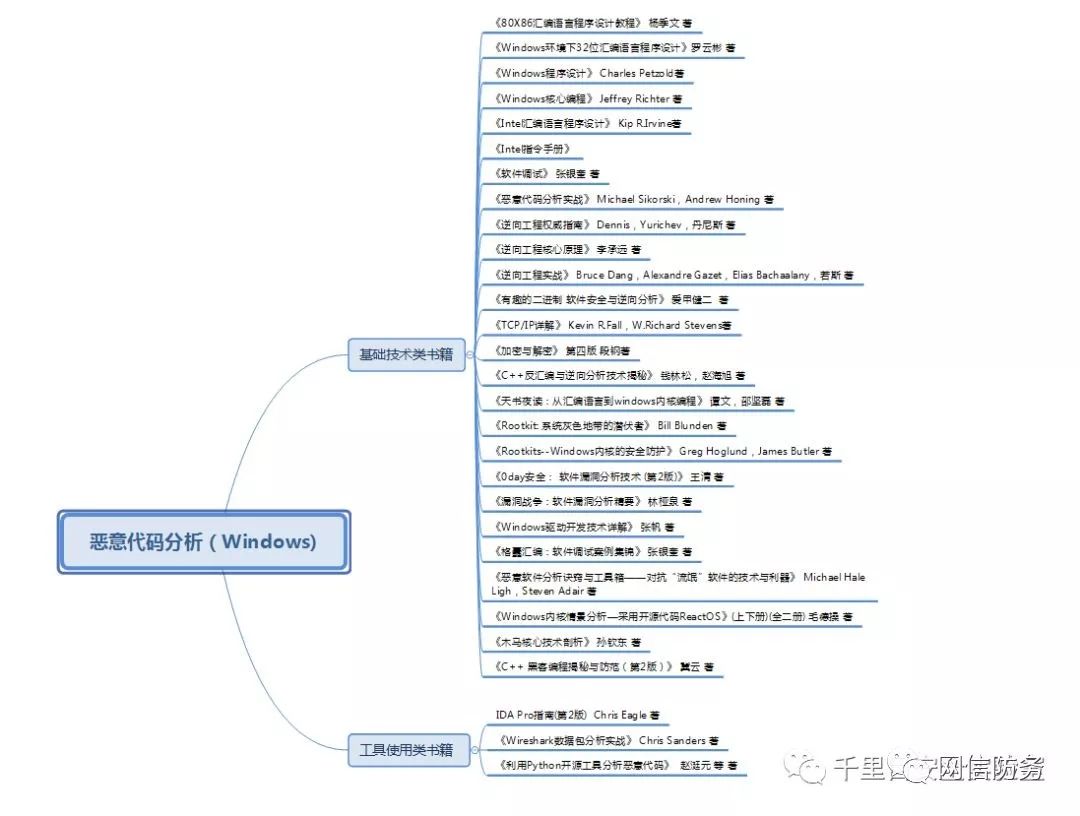 《80X86汇编语言程序设计教程》 杨季文 著
《Windows环境下32位汇编语言程序设计》罗云彬 著
《Windows程序设计》 Charles Petzold著
《Windows核心编程》 Jeffrey Richter 著
《Intel汇编语言程序设计》 Kip R.Irvine著
《Intel指令手册》
《软件调试》 张银奎 著
《恶意代码分析实战》 Michael Sikorski，Andrew Honing 著
《逆向工程权威指南》 Dennis，Yurichev，丹尼斯 著
《逆向工程核心原理》 李承远 著
《逆向工程实战》 Bruce Dang，Alexandre Gazet，Elias Bachaalany，若斯 著
《有趣的二进制 软件安全与逆向分析》 爱甲健二 著
《TCP/IP详解》 Kevin R.Fall，W.Richard Stevens著
基础技术类书籍
《加密与解密》 第四版 段钢著
《C++反汇编与逆向分析技术揭秘》 钱林松，赵海旭 著
《天书夜读：从汇编语言到windows内核编程》 谭文，邵坚磊 著
《Rootkit: 系统灰色地带的潜伏者》 Bill Blunden 著
《Rootkits--Windows内核的安全防护》 Greg Hoglund，James Butler 著
《0day安全： 软件漏洞分析技术 (第2版)》 王清 著
《漏洞战争：软件漏洞分析精要》 林桠泉 著
《Windows驱动开发技术详解》 张帆 著
恶意代码分析（Windows)
《格蠹汇编：软件调试案例集锦》 张银奎 著
《恶意软件分析诀窍与工具箱——对抗“流氓”软件的技术与利器》 Michael Hale
Ligh，Steven Adair 著
《Windows内核情景分析—采用开源代码ReactOS》(上下册)(全二册) 毛德操 著
《木马核心技术剖析》 孙钦东 著
《C++ 黑客编程揭秘与防范（第2版）》 冀云 著
IDA Pro指南(第2版) Chris Eagle 著
工具使用类书籍
《Wireshark数据包分析实战》 Chris Sanders 著
《利用Python开源工具分析恶意代码》 赵涏元 等 著
千里
网信防务